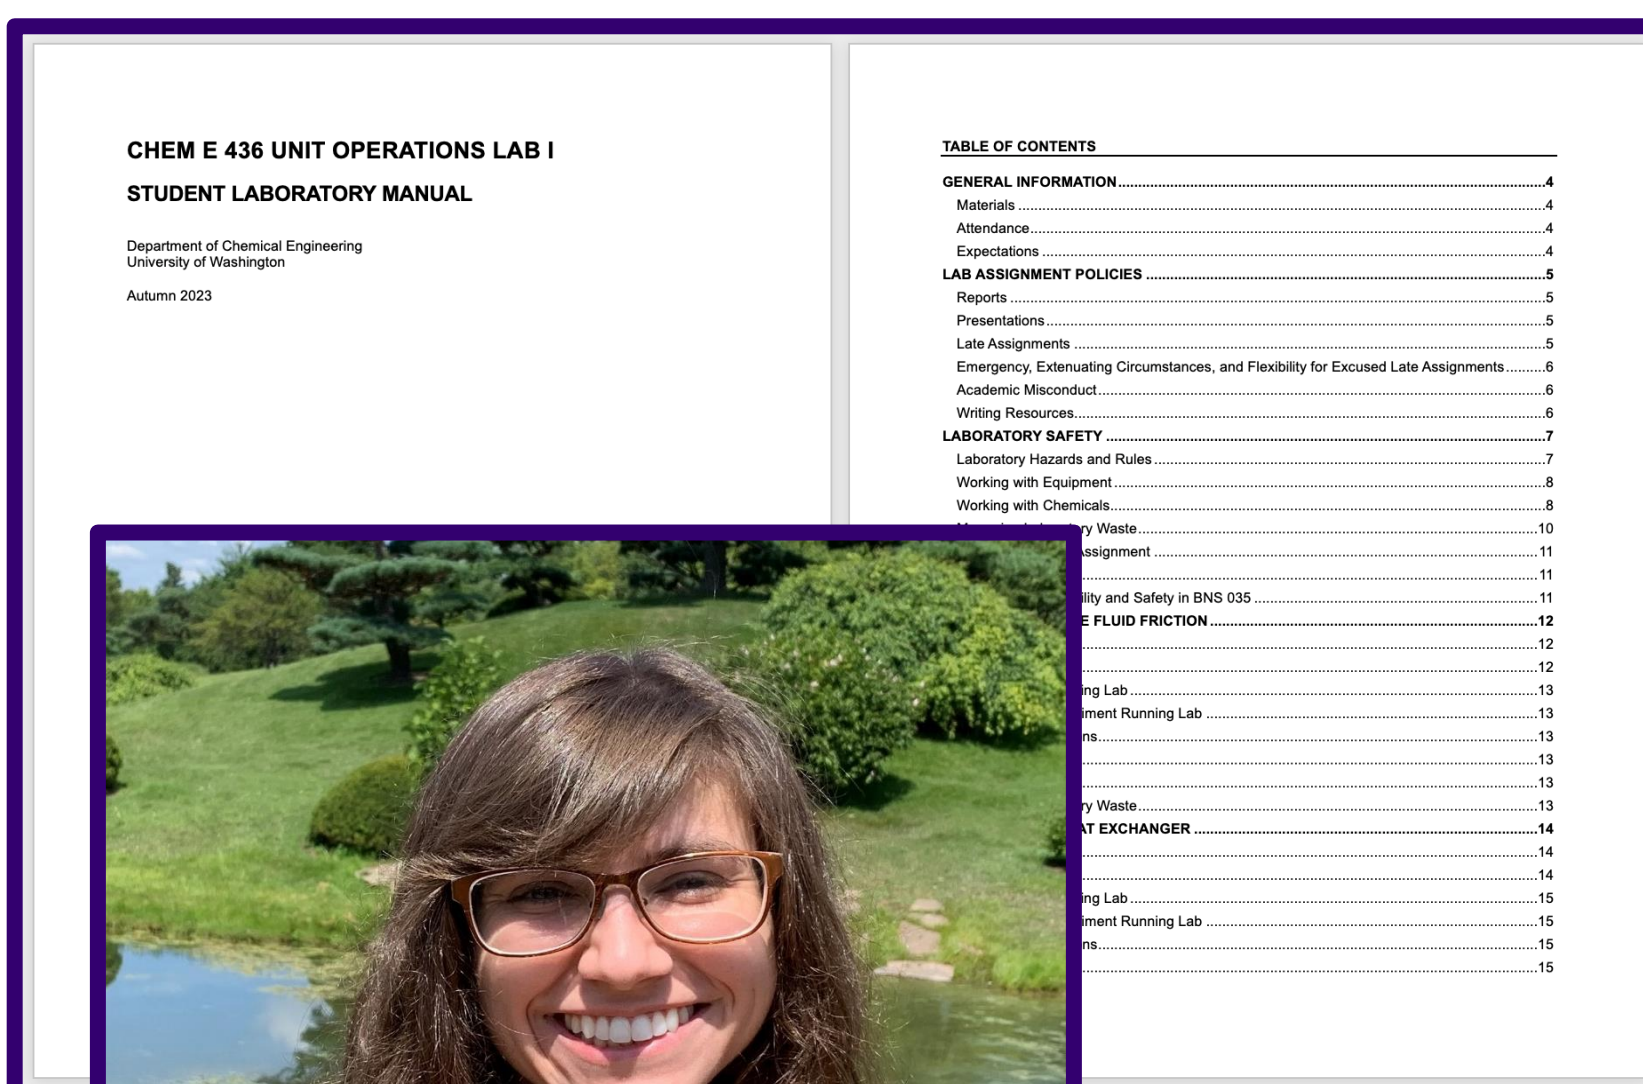 CHEM E 436 UNIT OPERATIONS LAB I
STUDENT LABORATORY MANUAL
Department of Chemical Engineering
University of Washington
Autumn 2023
TABLE OF CONTENTS
GENERAL INFORMATION....................4
Materials ....................4
Attendance....................4
Expectations ....................4
LAB ASSIGNMENT POLICIES ....................5
Reports ....................5
Presentations....................5
Late Assignments ....................5
Emergency, Extenuating Circumstances, and Flexibility for Excused Late Assignments..........6
Academic Misconduct....................6
Writing Resources....................6
LABORATORY SAFETY ....................7
Laboratory Hazards and Rules ....................7
Working with Equipment ....................8
Working with Chemicals....................8
ry Waste....................10
Assignment ....................11
....................11
ility and Safety in BNS 035 ....................11
E FLUID FRICTION....................12
....................12
....................12
ing Lab....................13
iment Running Lab ....................13
ns....................13
....................13
....................13
ry Waste....................13
AT EXCHANGER ....................14
....................14
....................14
ing Lab....................15
iment Running Lab ....................15
ns....................15
....................15